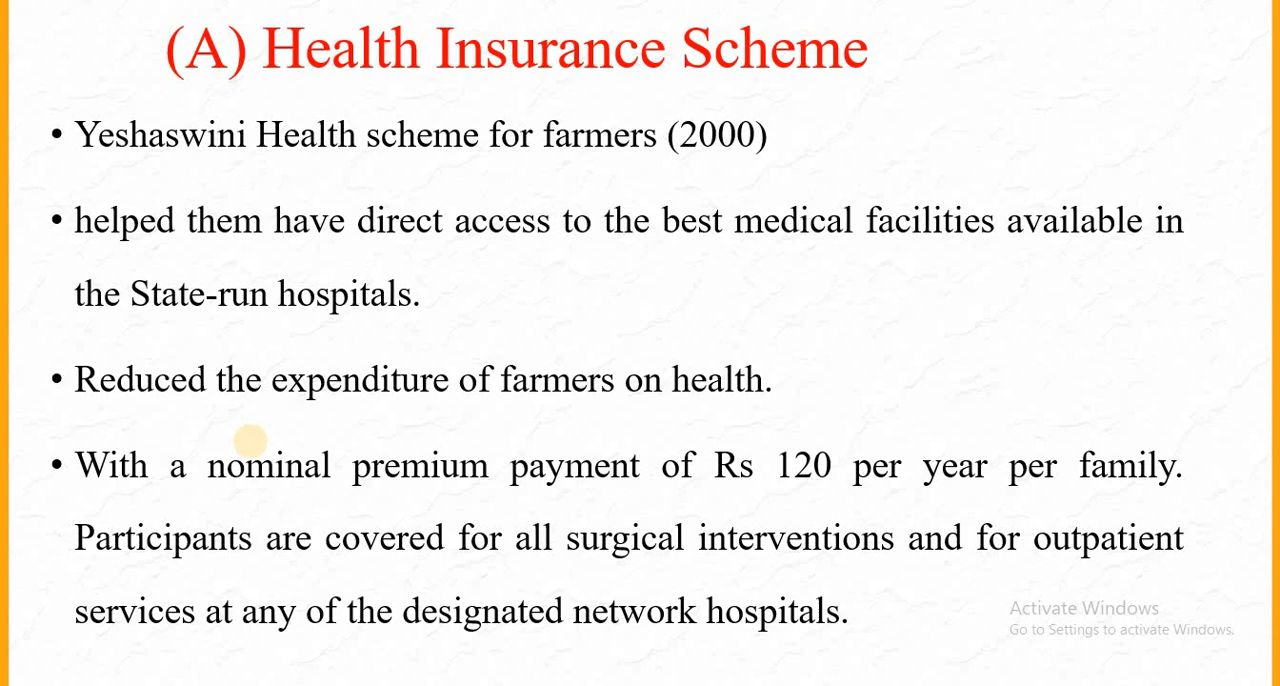 (A) Health Insurance Scheme
• Yeshaswini Health scheme for farmers (2000)
• helped them have direct access to the best medical facilities available in
the State-run hospitals.
• Reduced the expenditure of farmers on health.
• With a nominal premium payment of Rs 120 per year per family.
Participants are covered for all surgical interventions and for outpatient
services at any of the designated network hospitals.
Activate Windows
Go to Settings to activate Windows.